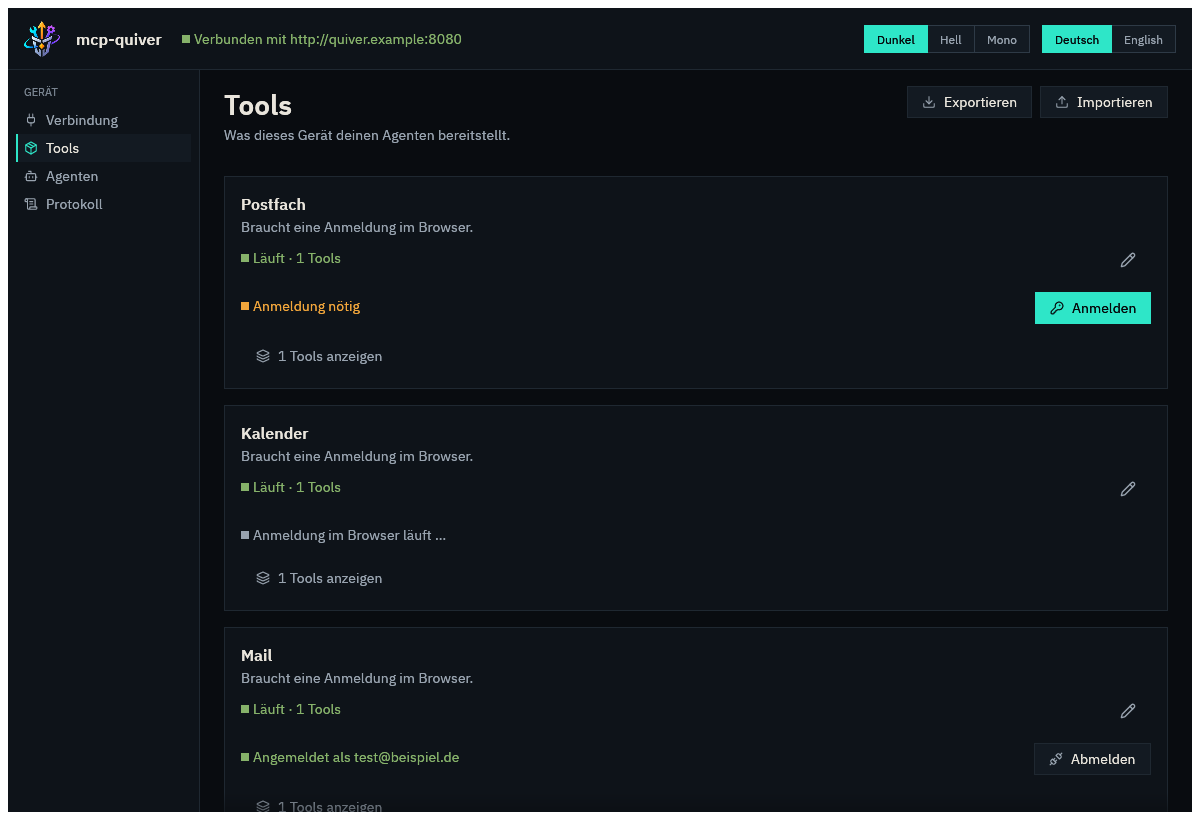 mcp-quiver
Verbunden mit http://quiver.example:8080
Dunkel Hell Mono
Deutsch English
GERÄT
Verbindung
Tools
Agenten
Protokoll
Tools
Was dieses Gerät deinen Agenten bereitstellt.
Exportieren
Importieren
Postfach
Braucht eine Anmeldung im Browser.
Läuft · 1 Tools
Anmeldung nötig
Anmelden
1 Tools anzeigen
Kalender
Braucht eine Anmeldung im Browser.
Läuft · 1 Tools
Anmeldung im Browser läuft …
1 Tools anzeigen
Mail
Braucht eine Anmeldung im Browser.
Läuft · 1 Tools
Angemeldet als test@beispiel.de
Abmelden
1 Tools anzeigen